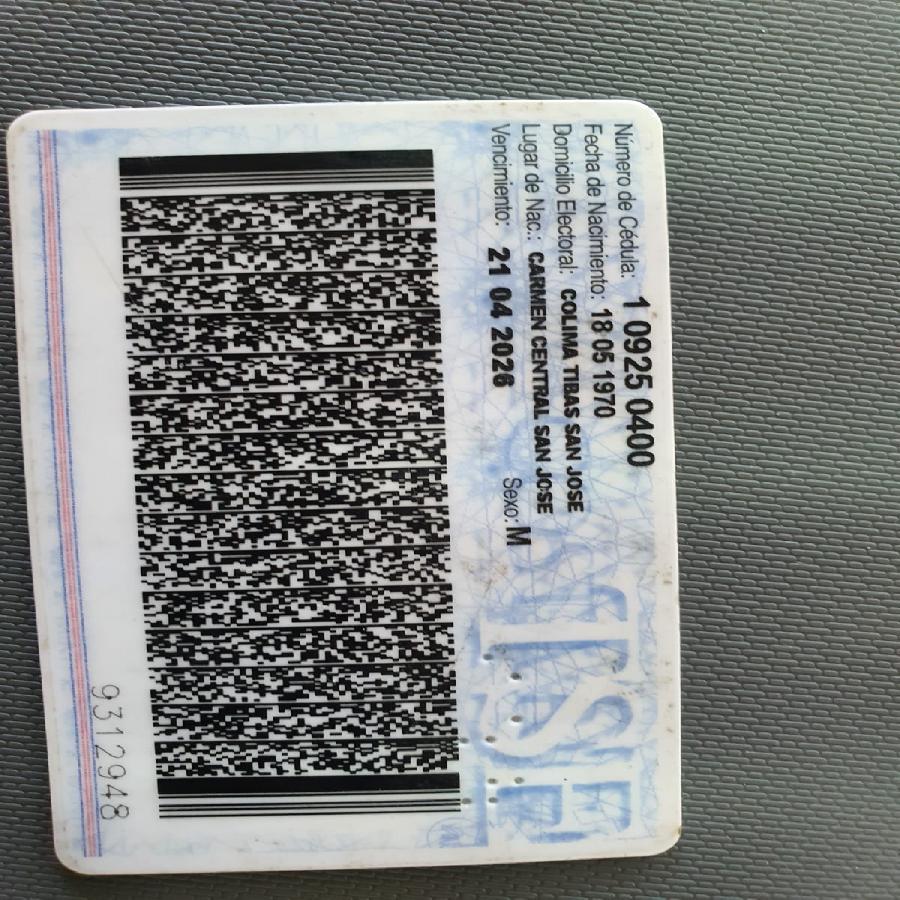 Número de Cédula: 1 0925 0400
Fecha de Nacimiento: 18 05 1970
Domicilio Electoral: COLIMA TIBAS SAN JOSE
Lugar de Nac.: CARMEN CENTRAL SAN JOSE
Vencimiento: 21 04 2026 Sexo: M
TSE
9312948